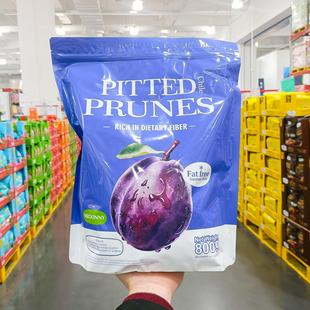 Chile
PITTED
PRUNES
RICH IN DIETARY FIBER
Fat free
Net Weight
800g